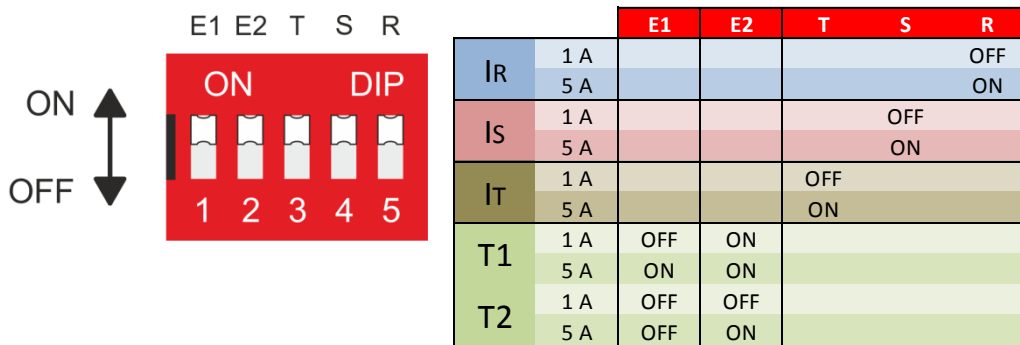 E1 E2 T S R
ON DIP
ON
OFF
1 2 3 4 5
E1 E2 T S R
IR 1 A OFF
5 A ON
IS 1 A OFF
5 A ON
IT 1 A OFF
5 A ON
T1 1 A OFF ON
5 A ON ON
T2 1 A OFF OFF
5 A OFF ON